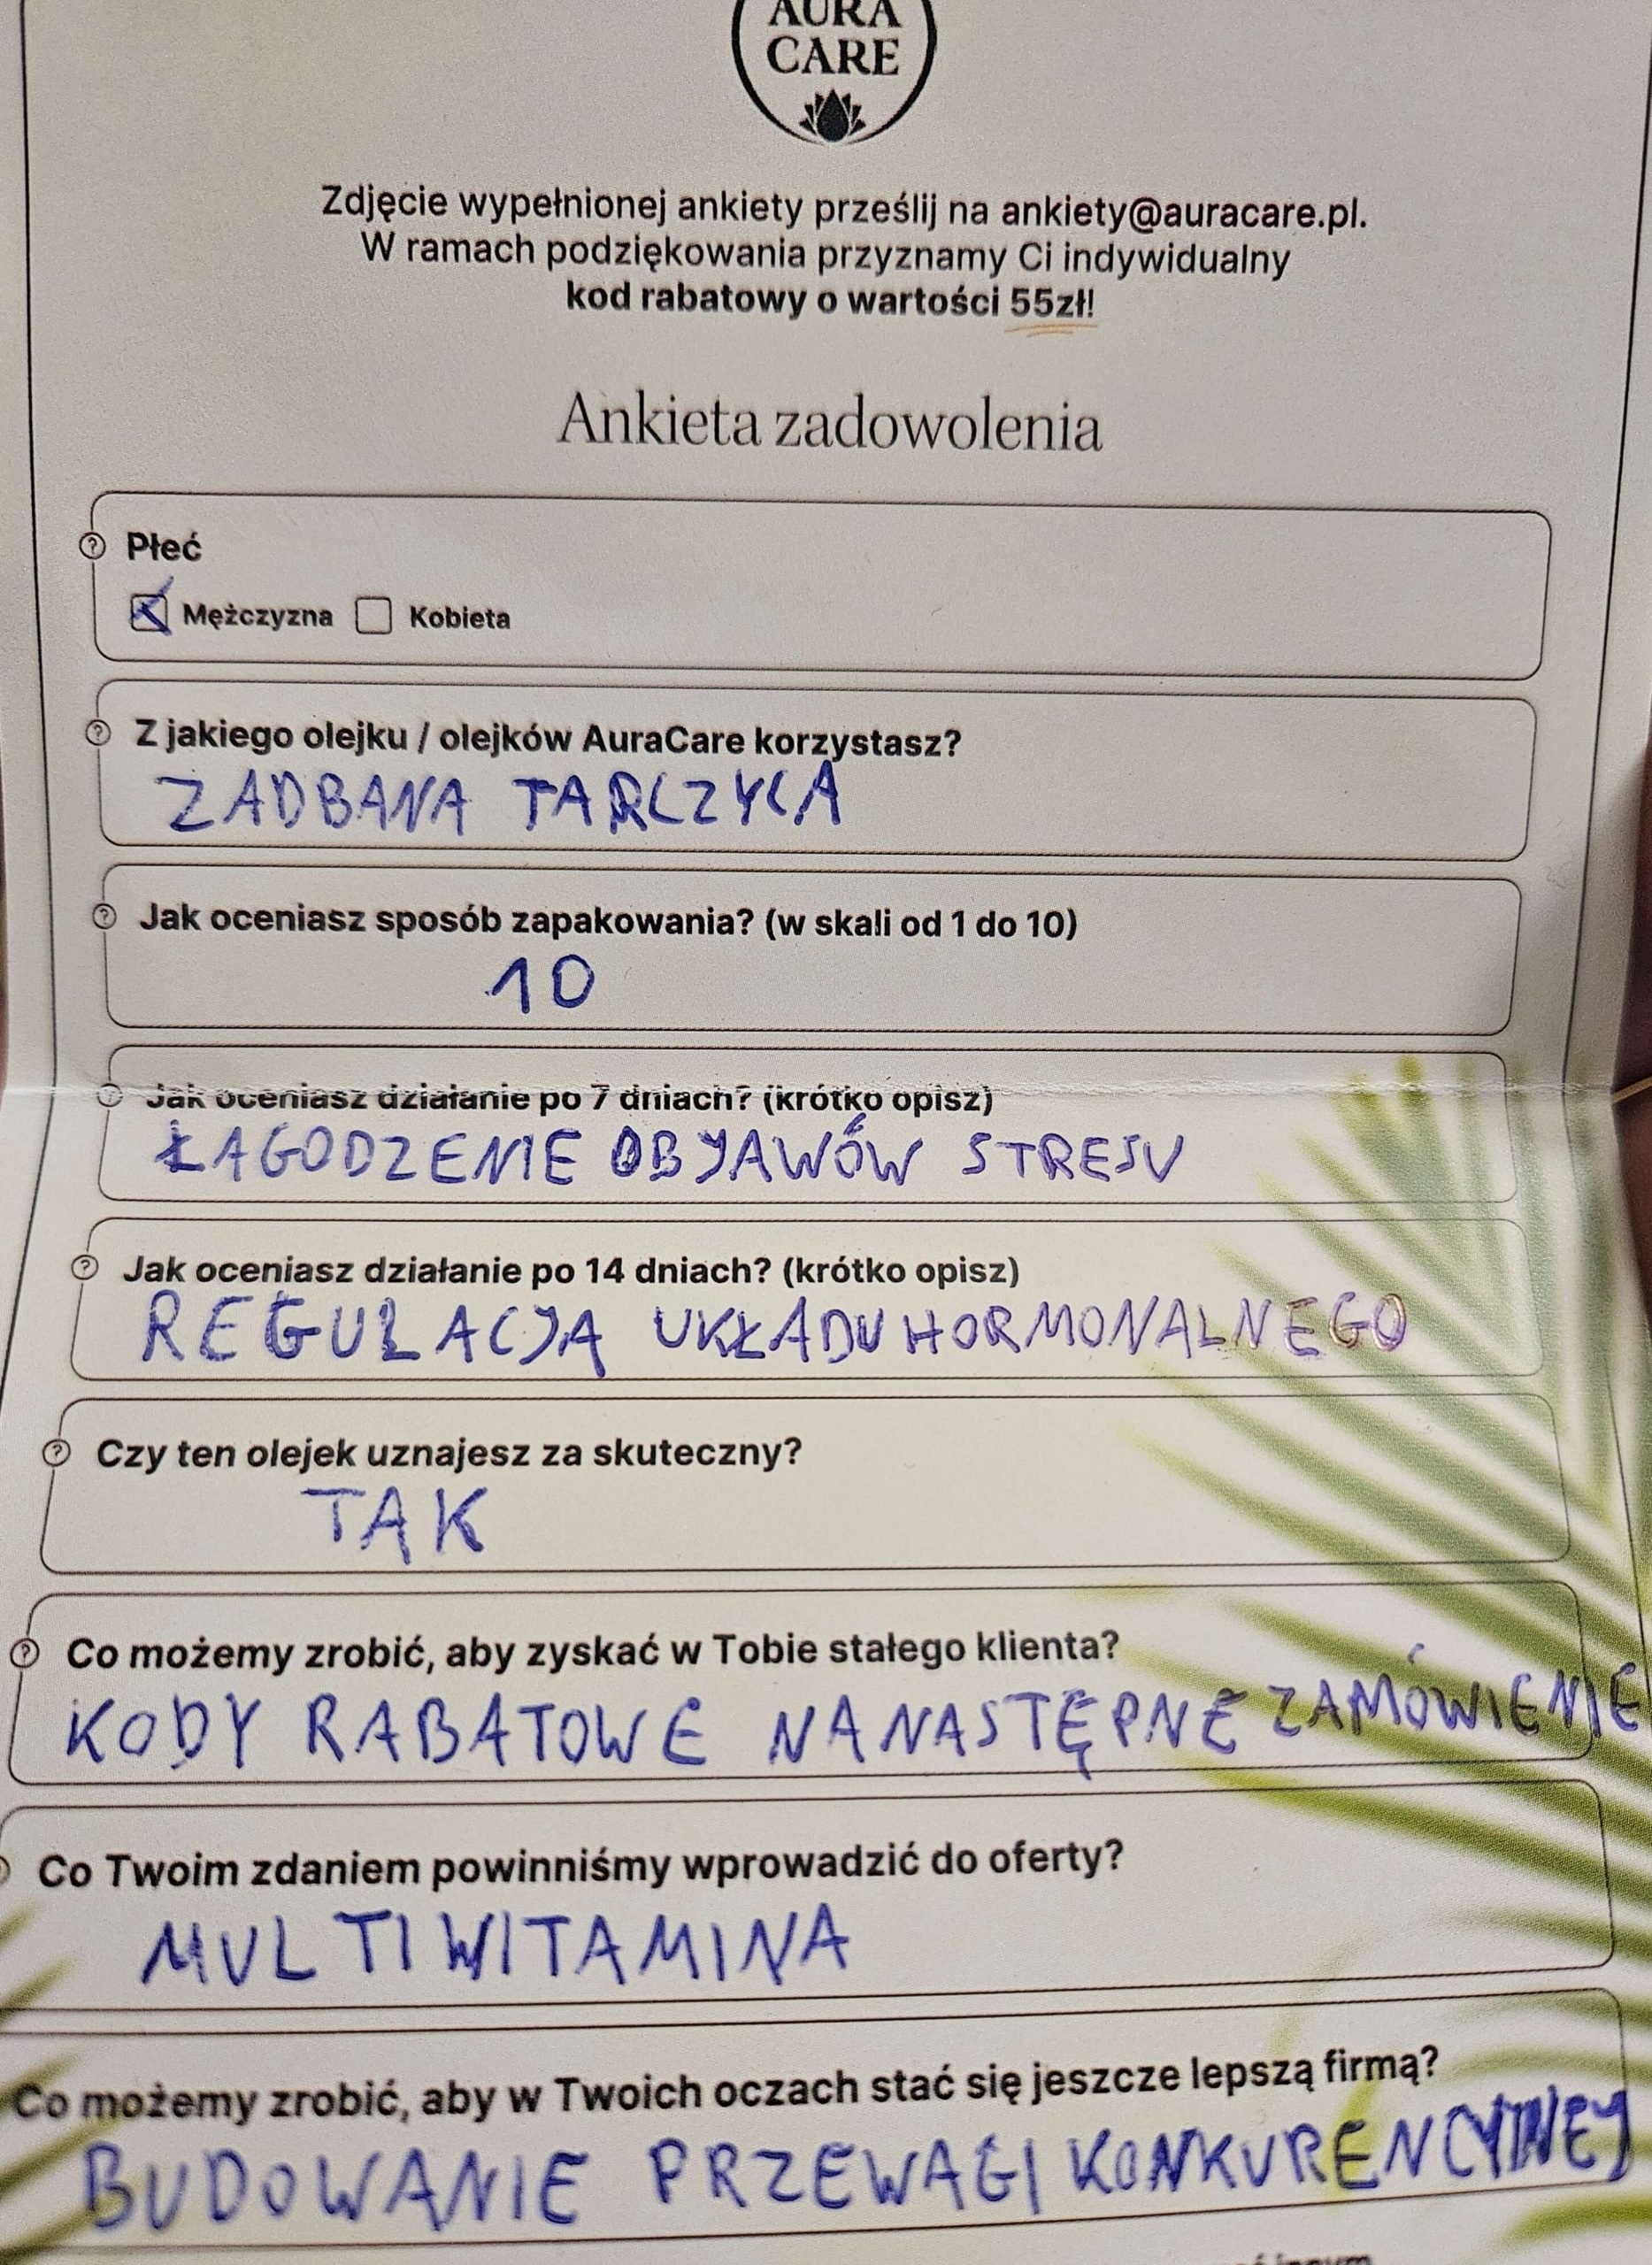 AURA
CARE
Zdjęcie wypełnionej ankiety prześlij na ankiety@auracare.pl.
W ramach podziękowania przyznamy Ci indywidualny
kod rabatowy o wartości 55zł!
Ankieta zadowolenia
Płeć
Mężczyzna Kobieta
Z jakiego olejku / olejków AuraCare korzystasz?
ZADBANA TARCZYCA
Jak oceniasz sposób zapakowania? (w skali od 1 do 10)
10
Jak oceniasz działanie po 7 dniach? (krótko opisz)
ŁAGODZENIE OBJAWÓW STRESU
Jak oceniasz działanie po 14 dniach? (krótko opisz)
REGULACJA UKŁADU HORMONALNEGO
Czy ten olejek uznajesz za skuteczny?
TAK
Co możemy zrobić, aby zyskać w Tobie stałego klienta?
KODY RABATOWE NA NASTĘPNE ZAMÓWIENIE
Co Twoim zdaniem powinniśmy wprowadzić do oferty?
MULTIWITAMINA
Co możemy zrobić, aby w Twoich oczach stać się jeszcze lepszą firmą?
BUDOWANIE PRZEWAGI KONKURENCYJNEJ